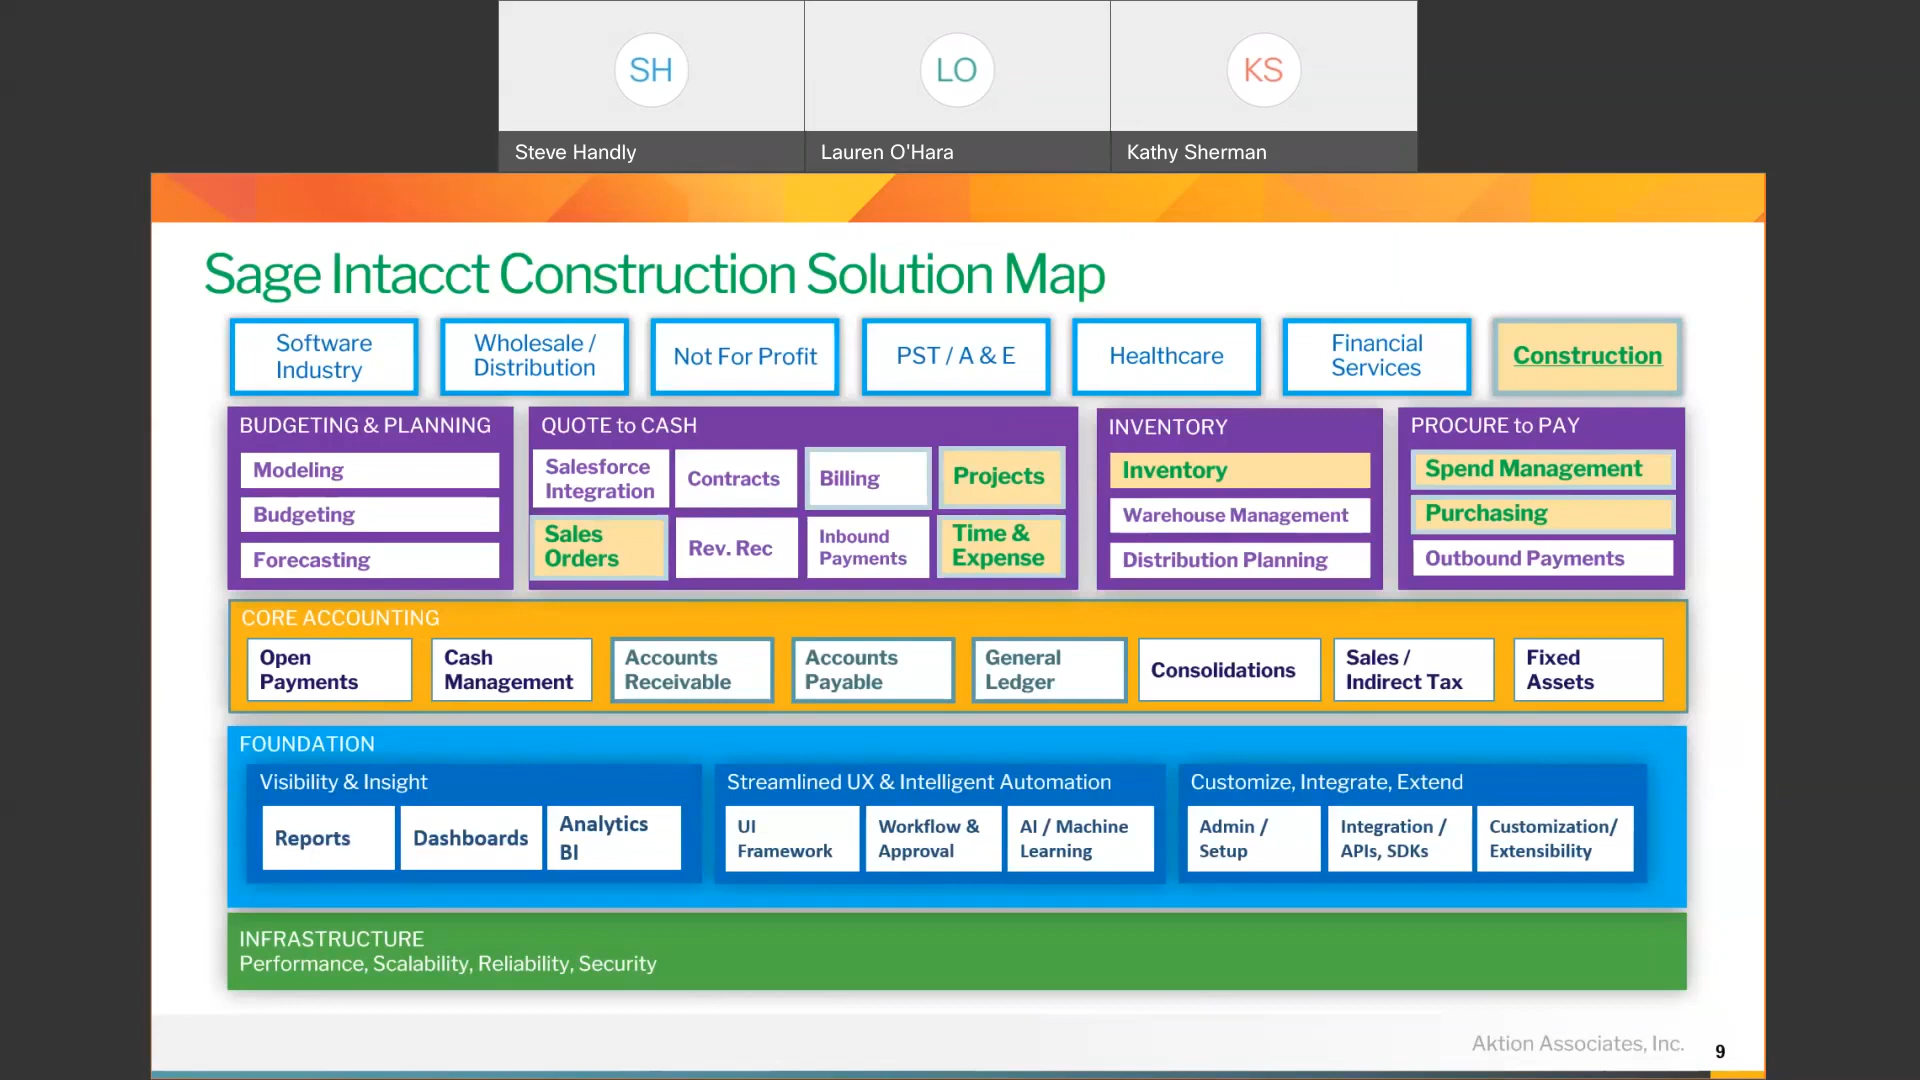 SH
LO
KS
Steve Handly
Lauren O'Hara
Kathy Sherman
Sage Intacct Construction Solution Map
Software
Industry
Wholesale /
Distribution
Not For Profit
PST / A & E
Healthcare
Financial
Services
Construction
BUDGETING & PLANNING
Modeling
Budgeting
Forecasting
QUOTE to CASH
Salesforce
Integration
Contracts
Billing
Projects
Sales
Orders
Rev. Rec
Inbound
Payments
Time &
Expense
INVENTORY
Inventory
Warehouse Management
Distribution Planning
PROCURE to PAY
Spend Management
Purchasing
Outbound Payments
CORE ACCOUNTING
Open
Payments
Cash
Management
Accounts
Receivable
Accounts
Payable
General
Ledger
Consolidations
Sales /
Indirect Tax
Fixed
Assets
FOUNDATION
Visibility & Insight
Reports
Dashboards
Analytics
BI
Streamlined UX & Intelligent Automation
UI
Framework
Workflow &
Approval
AI / Machine
Learning
Customize, Integrate, Extend
Admin /
Setup
Integration /
APIs, SDKs
Customization/
Extensibility
INFRASTRUCTURE
Performance, Scalability, Reliability, Security
Aktion Associates, Inc.
9